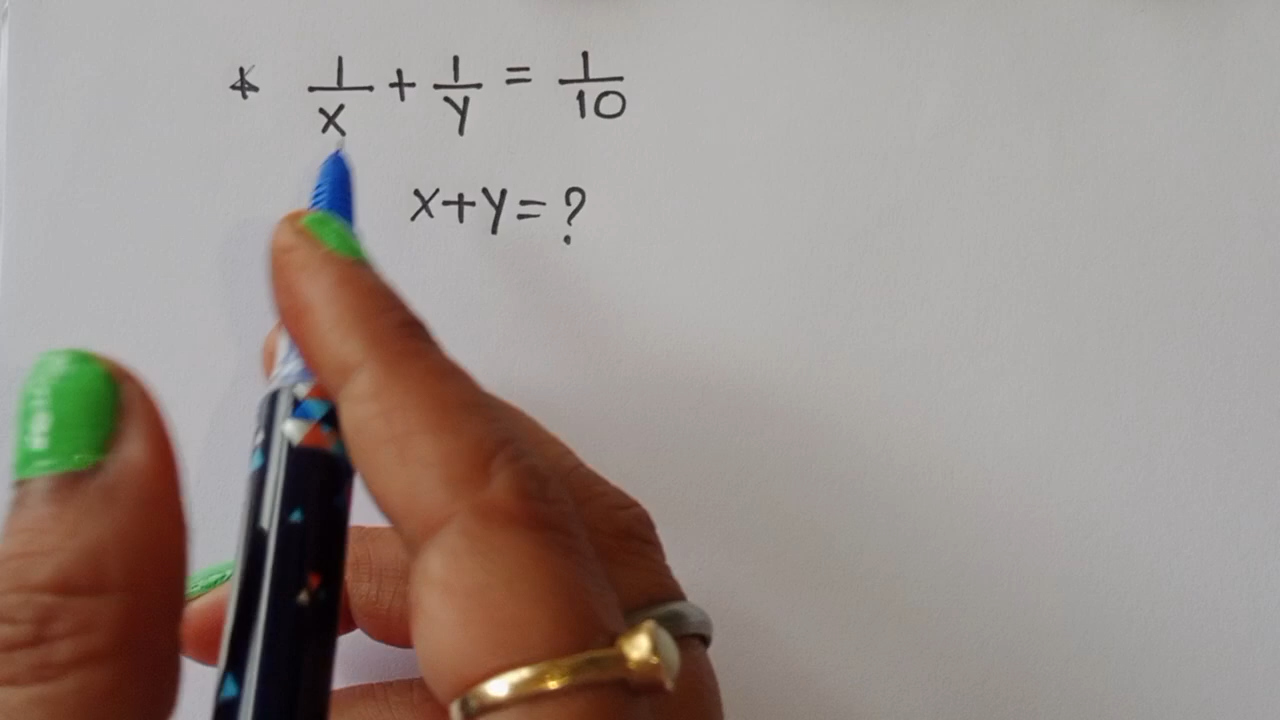 * 1/x + 1/y = 1/10
x+y=?